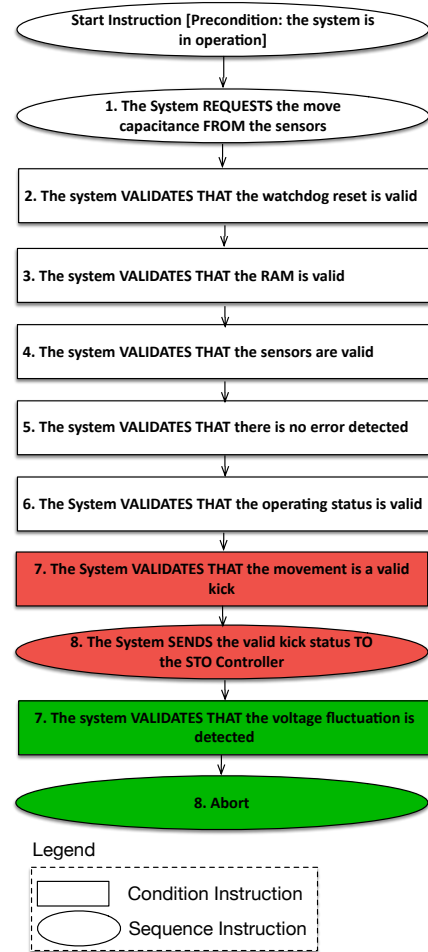 Start Instruction [Precondition: the system is
in operation]
1. The System REQUESTS the move
capacitance FROM the sensors
2. The system VALIDATES THAT the watchdog reset is valid
3. The system VALIDATES THAT the RAM is valid
4. The system VALIDATES THAT the sensors are valid
5. The system VALIDATES THAT there is no error detected
6. The System VALIDATES THAT the operating status is valid
7. The System VALIDATES THAT the movement is a valid
kick
8. The System SENDS the valid kick status TO
the STO Controller
7. The system VALIDATES THAT the voltage fluctuation is
detected
8. Abort
Legend
Condition Instruction
Sequence Instruction